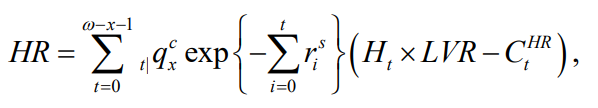 HR = \sum_{t=0}^{\omega-x-1} {}_{t|}q_x^c \exp\left\{-\sum_{i=0}^{t} r_i^s\right\} \left(H_t \times LVR - C_t^{HR}\right),